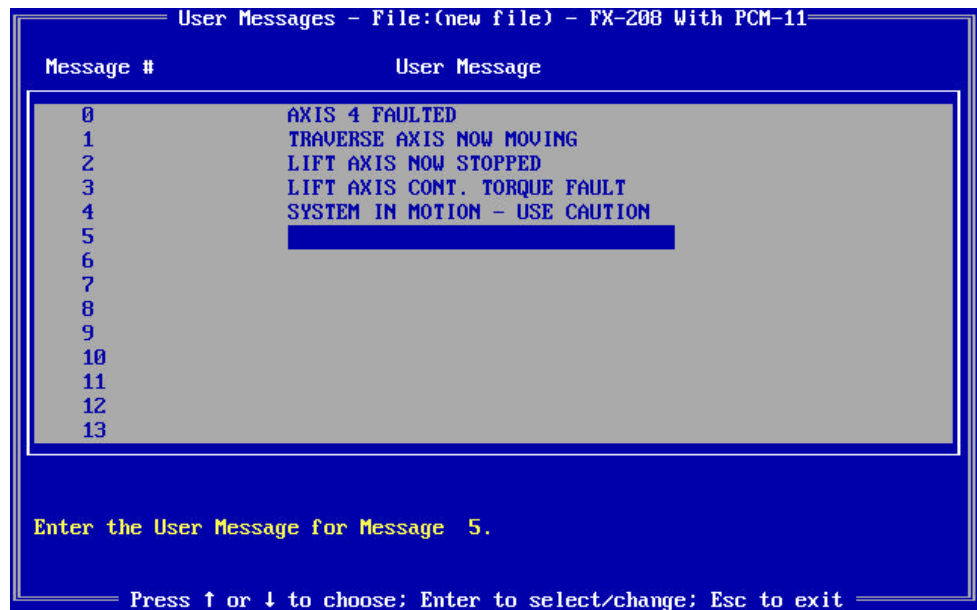 User Messages - File:(new file) - FX-208 With PCM-11
Message # User Message
0 AXIS 4 FAULTED
1 TRAVERSE AXIS NOW MOVING
2 LIFT AXIS NOW STOPPED
3 LIFT AXIS CONT. TORQUE FAULT
4 SYSTEM IN MOTION - USE CAUTION
5
6
7
8
9
10
11
12
13
Enter the User Message for Message 5.
Press ↑ or ↓ to choose; Enter to select/change; Esc to exit